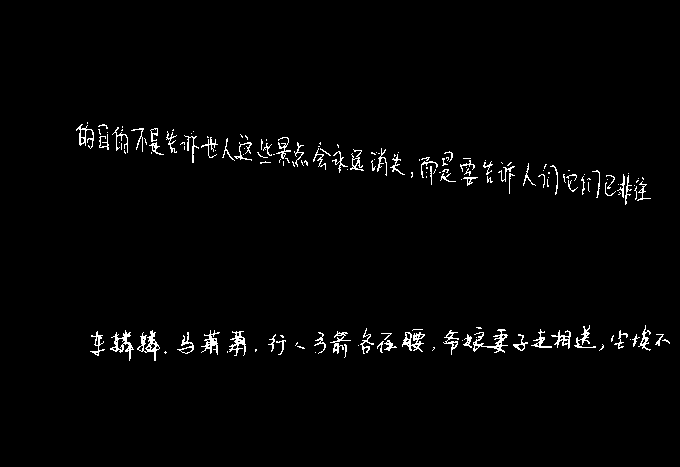 的目的不是告诉世人这些景点会永远消失,而是要告诉人们它们已非往
车辚辚,马萧萧,行人弓箭各在腰,爷娘妻子走相送,尘埃不